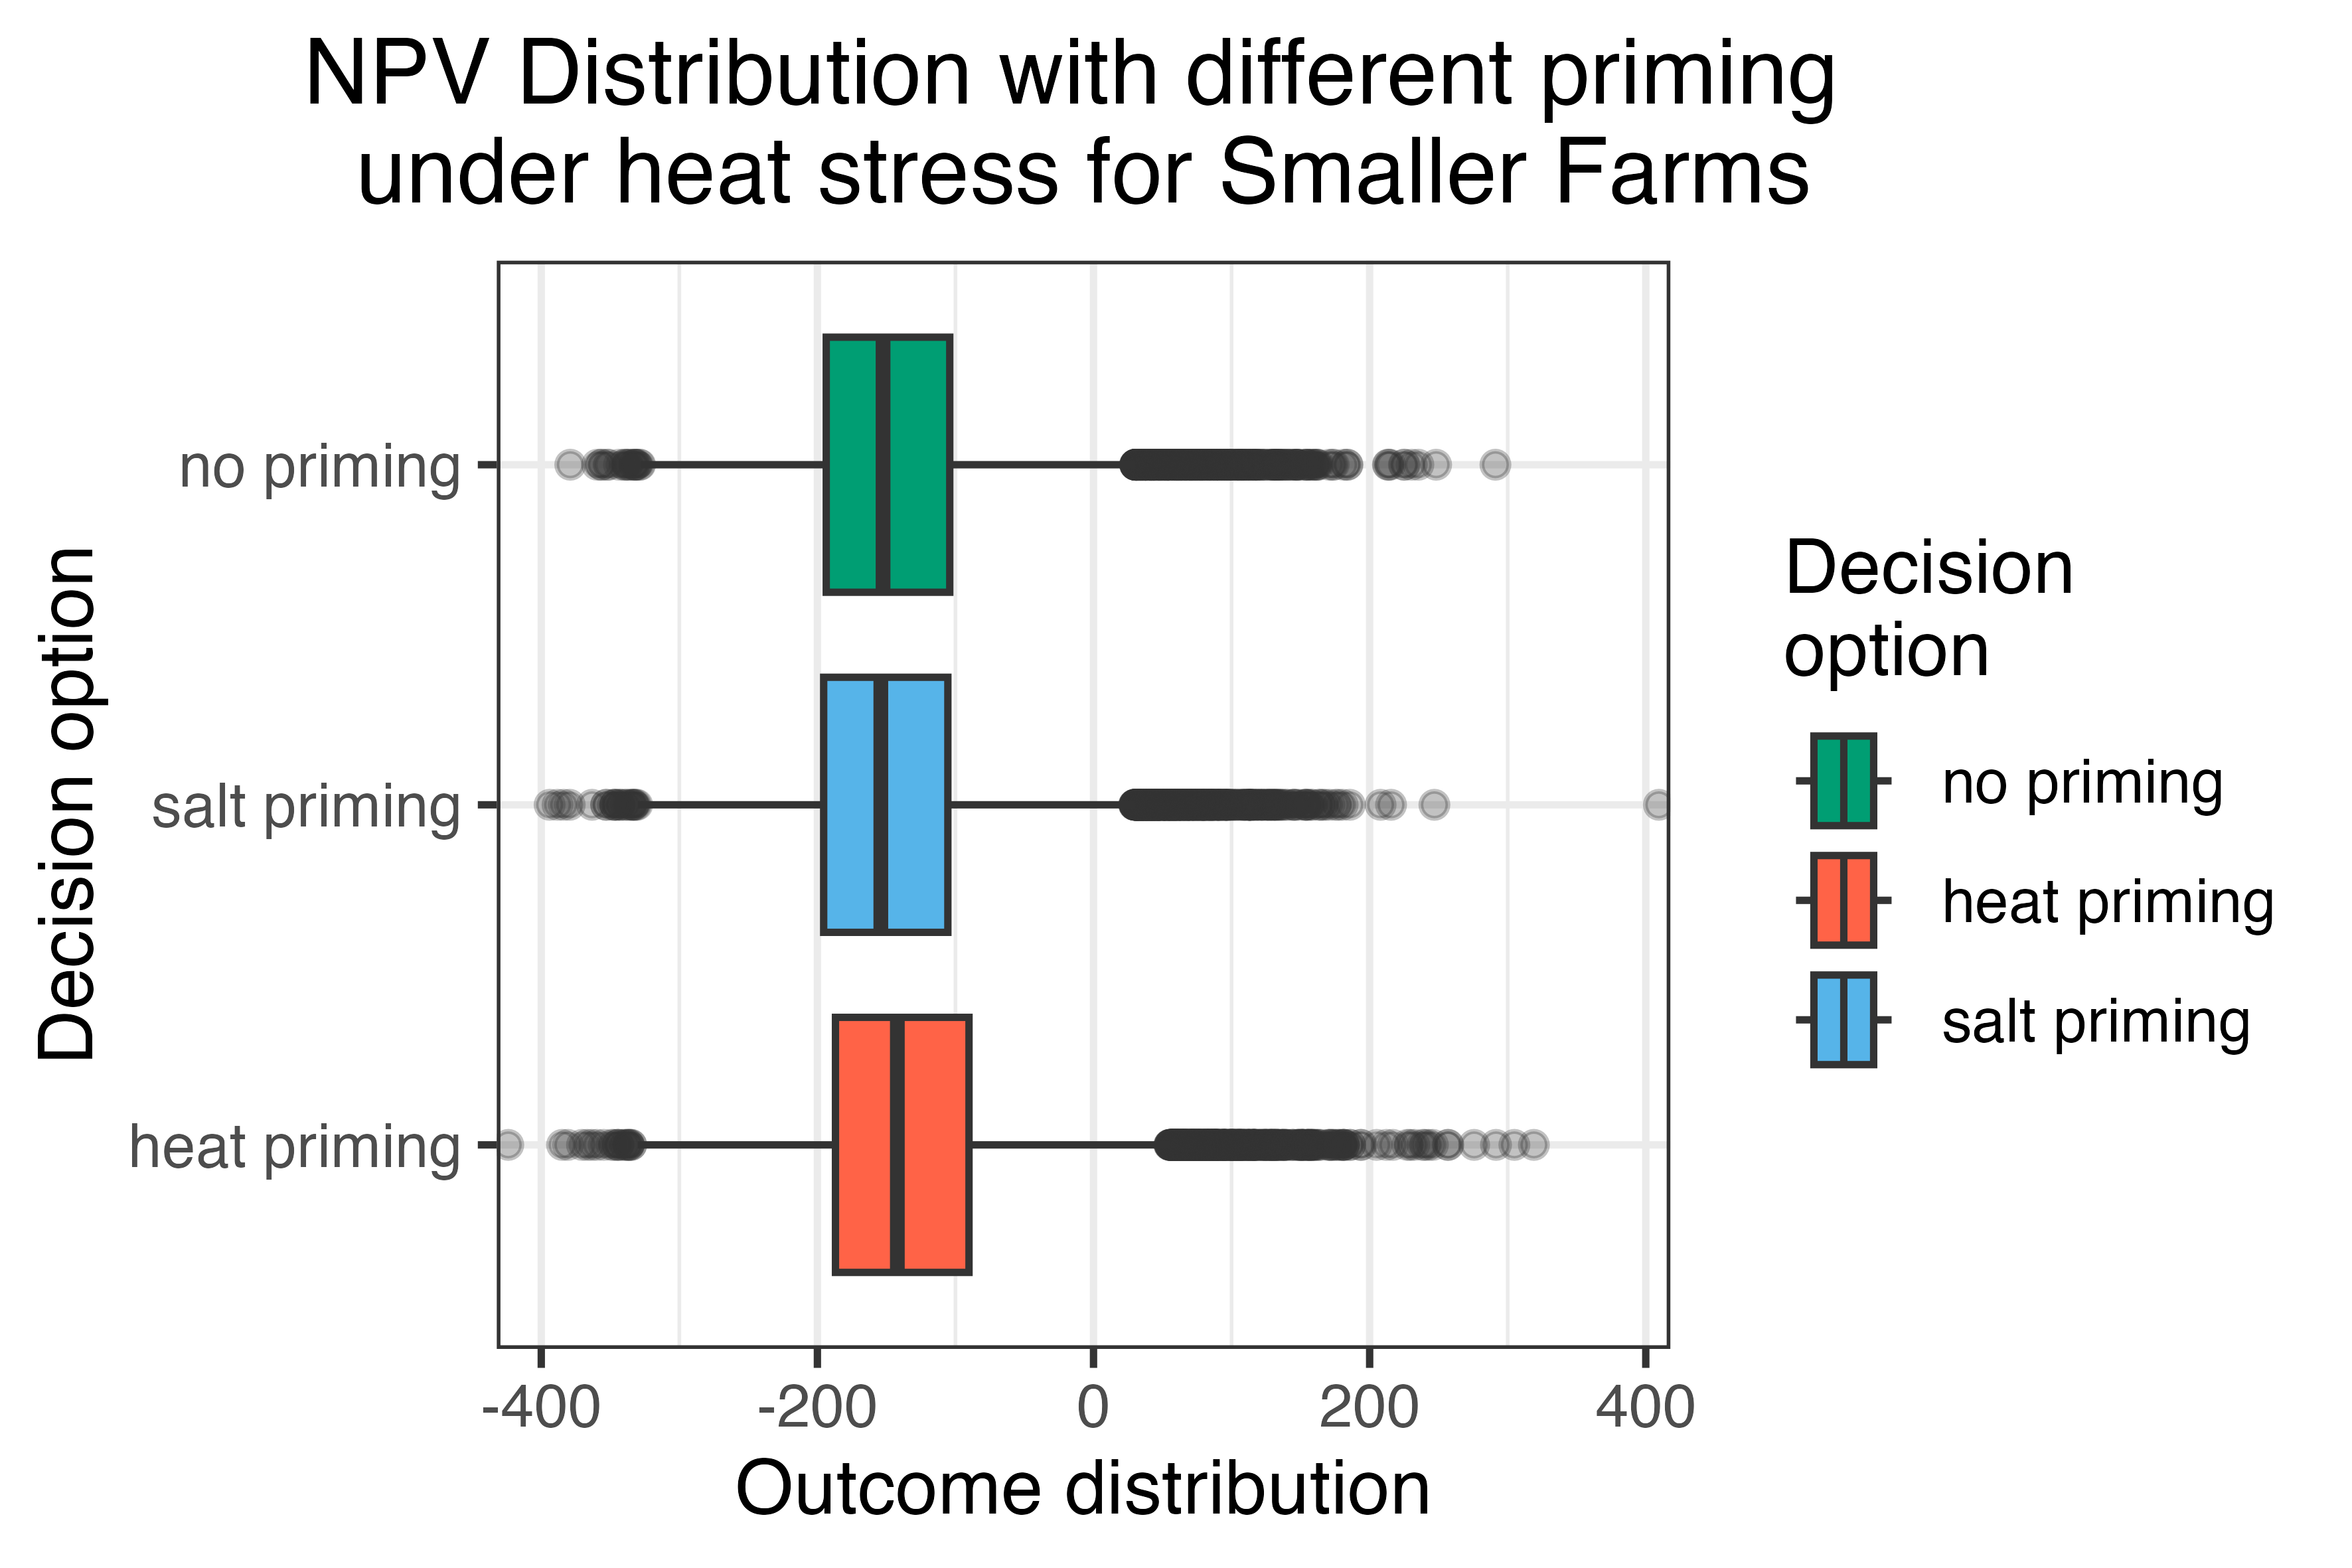 NPV Distribution with different priming
under heat stress for Smaller Farms
Decision option
no priming
salt priming
heat priming
-400
-200
0
200
400
Outcome distribution
Decision
option
no priming
heat priming
salt priming